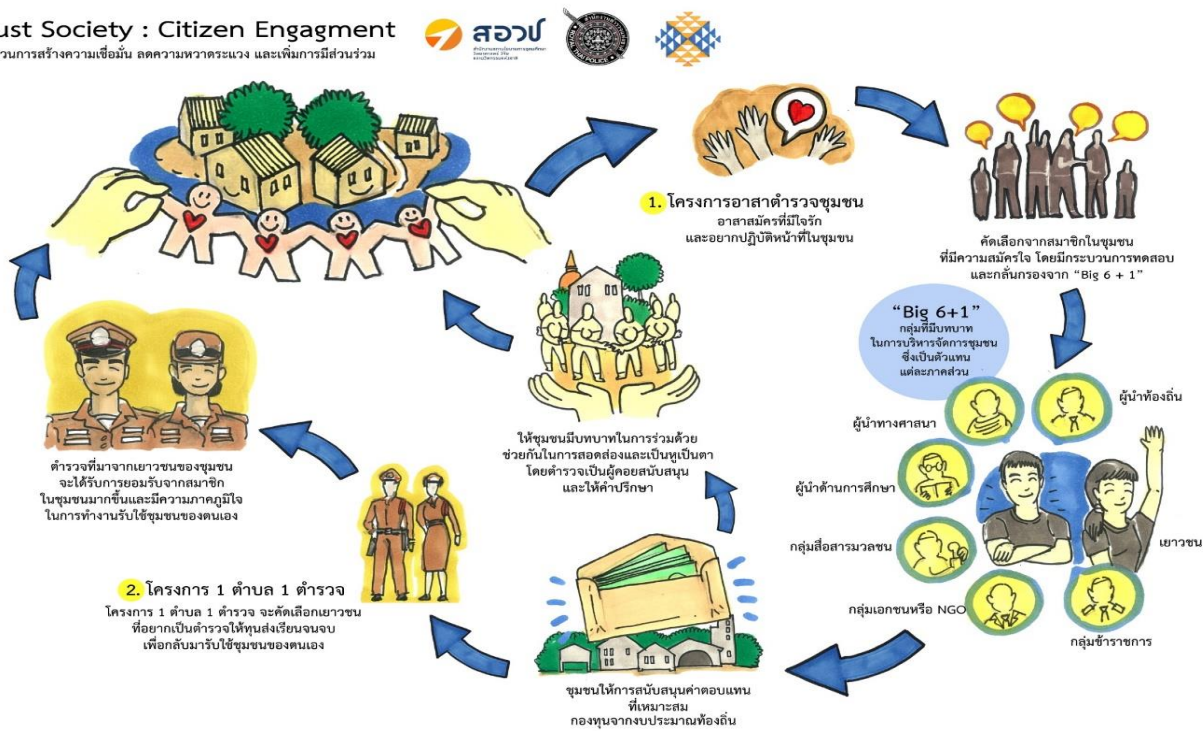 ust Society : Citizen Engagment
วนการสร้างความเชื่อมั่น ลดความหวาดระแวง และเพิ่มการมีส่วนร่วม
สอวช
ROYAL THAI POLICE
1. โครงการอาสาตำรวจชุมชน
อาสาสมัครที่มีใจรัก
และอยากปฏิบัติหน้าที่ในชุมชน
คัดเลือกจากสมาชิกในชุมชน
ที่มีความสมัครใจ โดยมีกระบวนการทดสอบ
และกลั่นกรองจาก “Big 6 + 1”
“Big 6+1”
กลุ่มที่มีบทบาท
ในการบริหารจัดการชุมชน
ซึ่งเป็นตัวแทน
แต่ละภาคส่วน
ผู้นำท้องถิ่น
ผู้นำทางศาสนา
ผู้นำด้านการศึกษา
กลุ่มสื่อสารมวลชน
เยาวชน
กลุ่มเอกชนหรือ NGO
กลุ่มข้าราชการ
ชุมชนให้การสนับสนุนค่าตอบแทน
ที่เหมาะสม
กองทุนจากงบประมาณท้องถิ่น
ให้ชุมชนมีบทบาทในการร่วมด้วย
ช่วยกันในการสอดส่องและเป็นหูเป็นตา
โดยตำรวจเป็นผู้คอยสนับสนุน
และให้คำปรึกษา
2. โครงการ 1 ตำบล 1 ตำรวจ
โครงการ 1 ตำบล 1 ตำรวจ จะคัดเลือกเยาวชน
ที่อยากเป็นตำรวจให้ทุนส่งเรียนจนจบ
เพื่อกลับมารับใช้ชุมชนของตนเอง
ตำรวจที่มาจากเยาวชนของชุมชน
จะได้รับการยอมรับจากสมาชิก
ในชุมชนมากขึ้นและมีความภาคภูมิใจ
ในการทำงานรับใช้ชุมชนของตนเอง